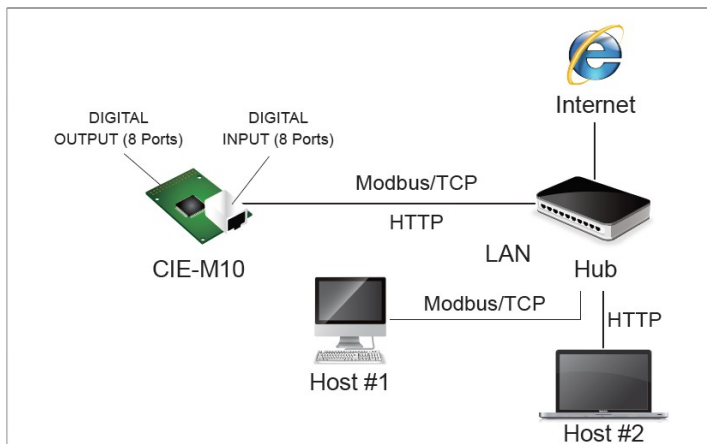 Internet
DIGITAL
OUTPUT (8 Ports)
DIGITAL
INPUT (8 Ports)
Modbus/TCP
HTTP
CIE-M10
LAN
Hub
Modbus/TCP
HTTP
Host #1
Host #2